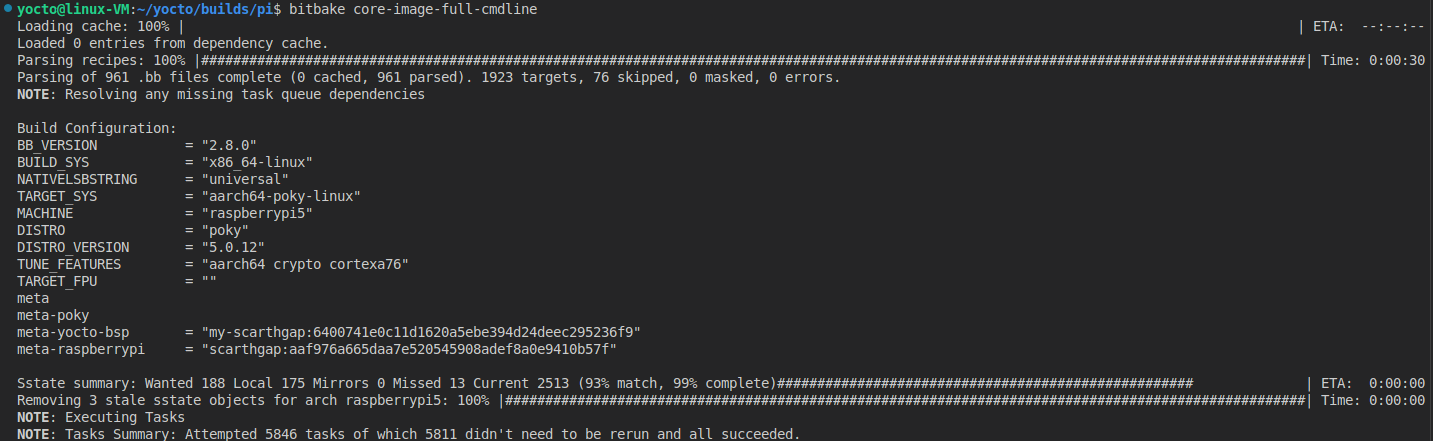 yocto@linux-VM:~/yocto/builds/pi$ bitbake core-image-full-cmdline
Loading cache: 100% | | ETA:  --:--:--
Loaded 0 entries from dependency cache.
Parsing recipes: 100% |##########################################################################################################################################| Time: 0:00:30
Parsing of 961 .bb files complete (0 cached, 961 parsed). 1923 targets, 76 skipped, 0 masked, 0 errors.
NOTE: Resolving any missing task queue dependencies

Build Configuration:
BB_VERSION           = "2.8.0"
BUILD_SYS            = "x86_64-linux"
NATIVELSBSTRING      = "universal"
TARGET_SYS           = "aarch64-poky-linux"
MACHINE              = "raspberrypi5"
DISTRO               = "poky"
DISTRO_VERSION       = "5.0.12"
TUNE_FEATURES        = "aarch64 crypto cortexa76"
TARGET_FPU           = ""
meta
meta-poky
meta-yocto-bsp       = "my-scarthgap:6400741e0c11d1620a5ebe394d24deec295236f9"
meta-raspberrypi     = "scarthgap:aaf976a665daa7e520545908adef8a0e9410b57f"

Sstate summary: Wanted 188 Local 175 Mirrors 0 Missed 13 Current 2513 (93% match, 99% complete)#################################################### | ETA:  0:00:00
Removing 3 stale sstate objects for arch raspberrypi5: 100% |####################################################################################################| Time: 0:00:00
NOTE: Executing Tasks
NOTE: Tasks Summary: Attempted 5846 tasks of which 5811 didn't need to be rerun and all succeeded.